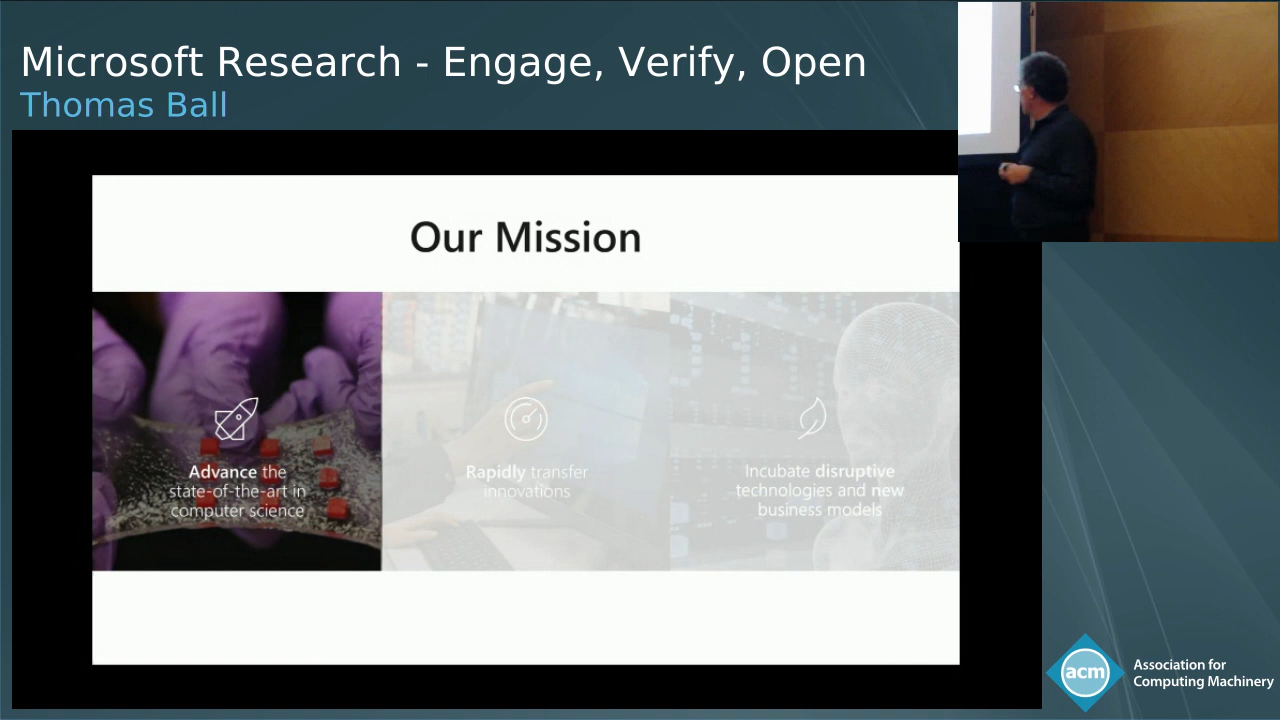 Microsoft Research - Engage, Verify, Open
Thomas Ball
Our Mission
Advance the
state-of-the-art in
computer science
Rapidly transfer
innovations
Incubate disruptive
technologies and new
business models
acm
Association for
Computing Machinery